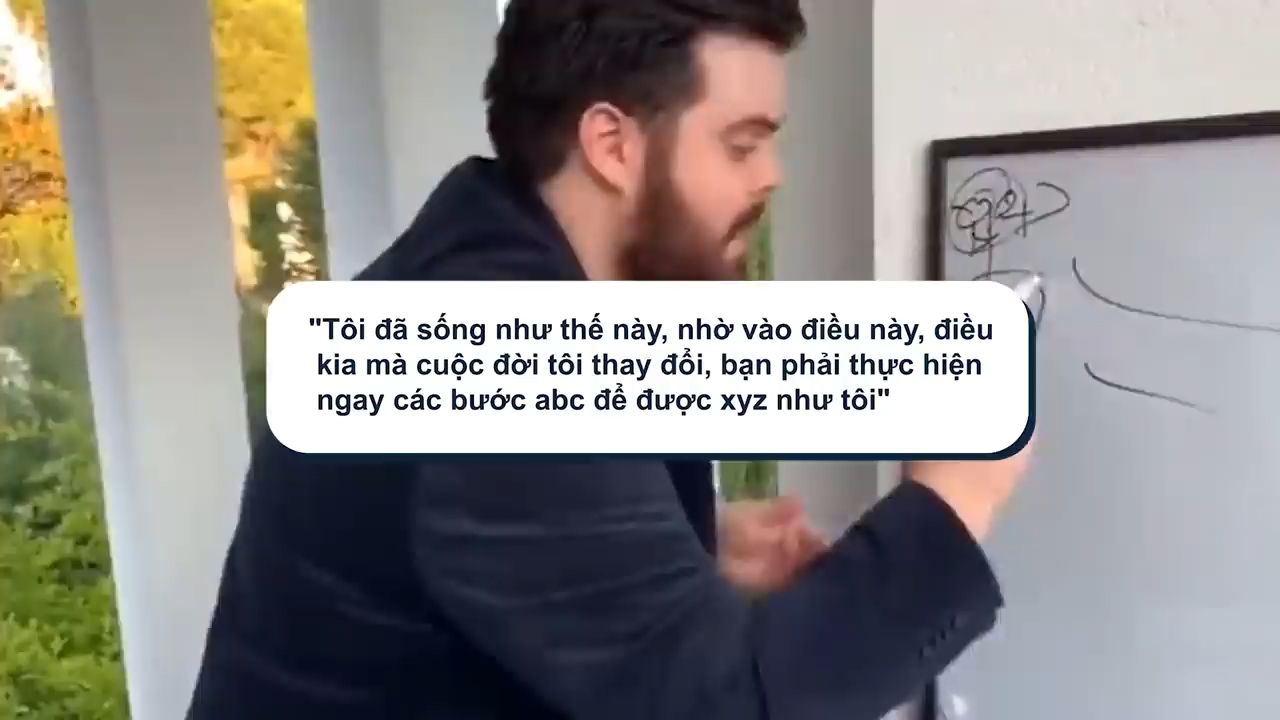 "Tôi đã sống như thế này, nhờ vào điều này, điều
kia mà cuộc đời tôi thay đổi, bạn phải thực hiện
ngay các bước abc để được xyz như tôi"